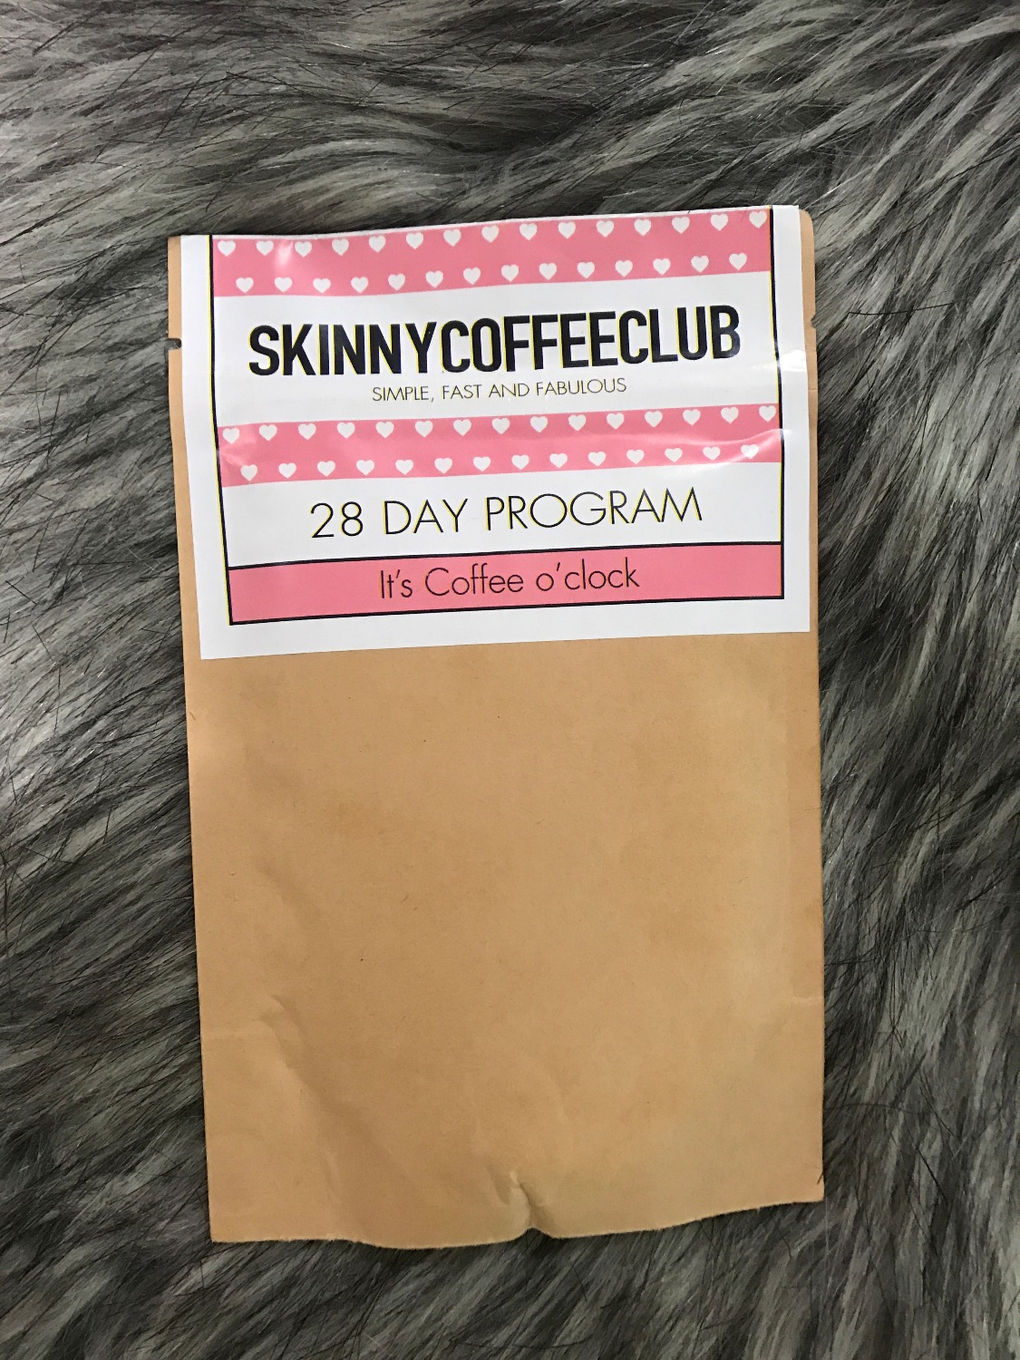 SKINNYCOFFEECLUB
SIMPLE, FAST AND FABULOUS
28 DAY PROGRAM
It's Coffee o'clock